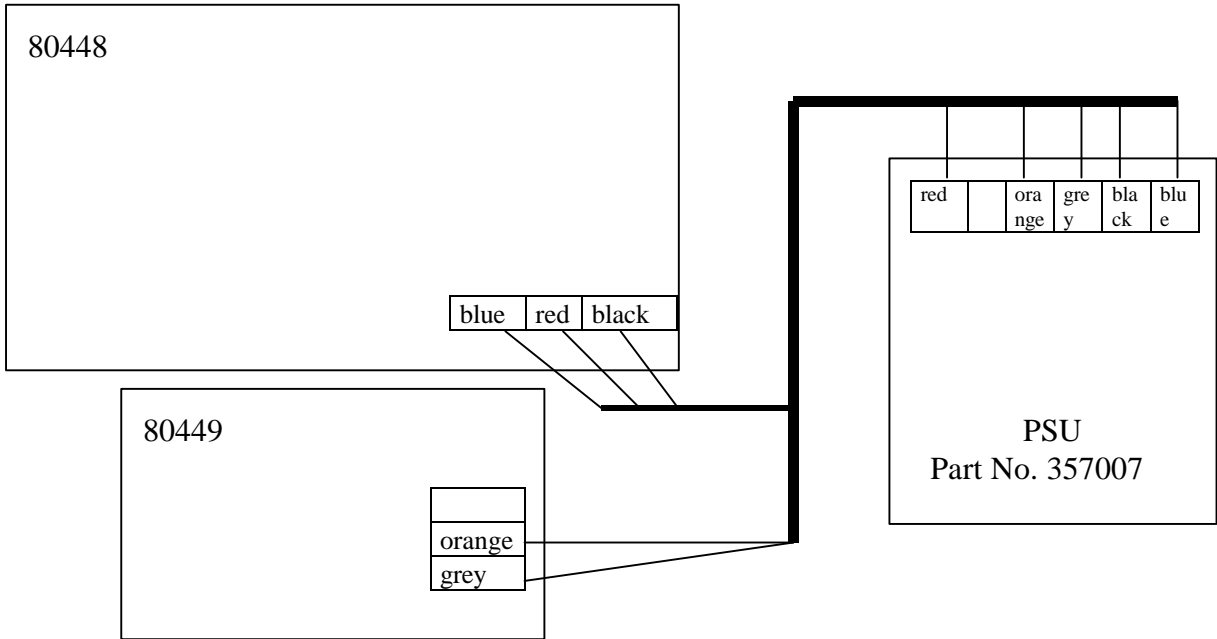 80448
red
ora
nge
gre
y
bla
ck
blu
e
blue red black
80449
PSU
Part No. 357007
orange
grey